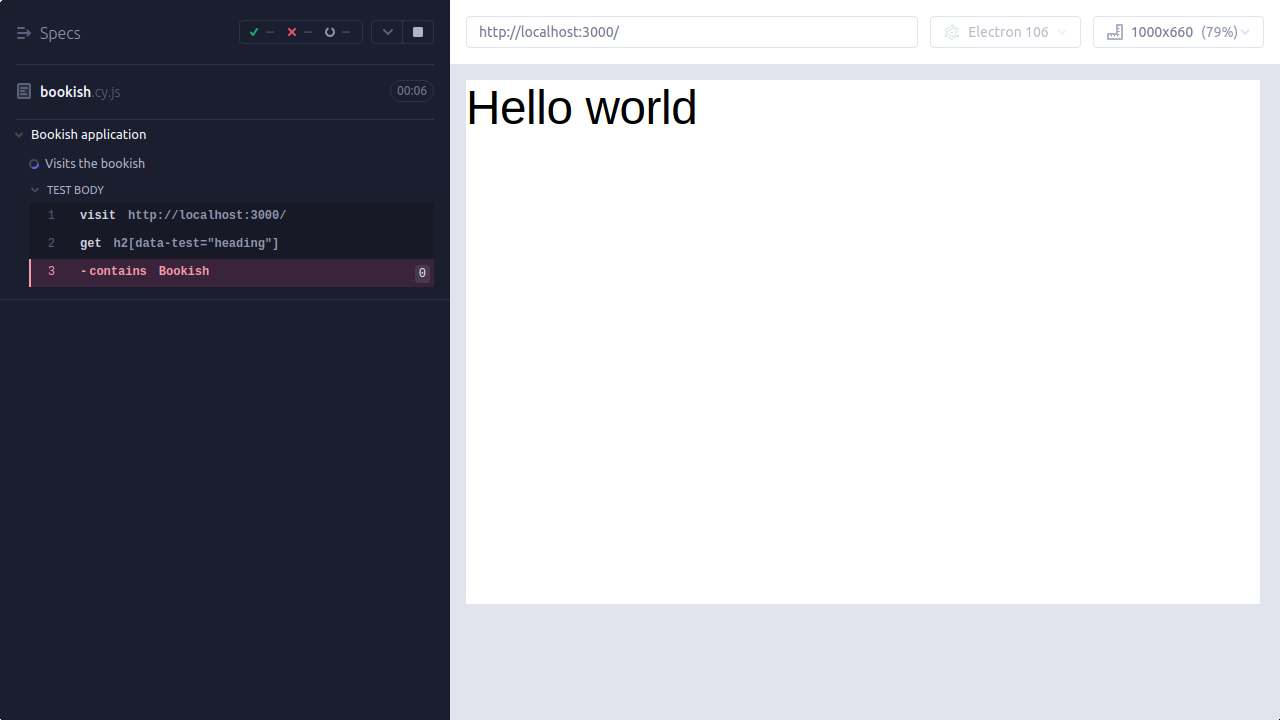 Specs
-- -- --
bookish.cy.js 00:06
Bookish application
Visits the bookish
TEST BODY
1 visit http://localhost:3000/
2 get h2[data-test="heading"]
3 -contains Bookish 0
http://localhost:3000/ Electron 106 1000x660 (79%)
Hello world